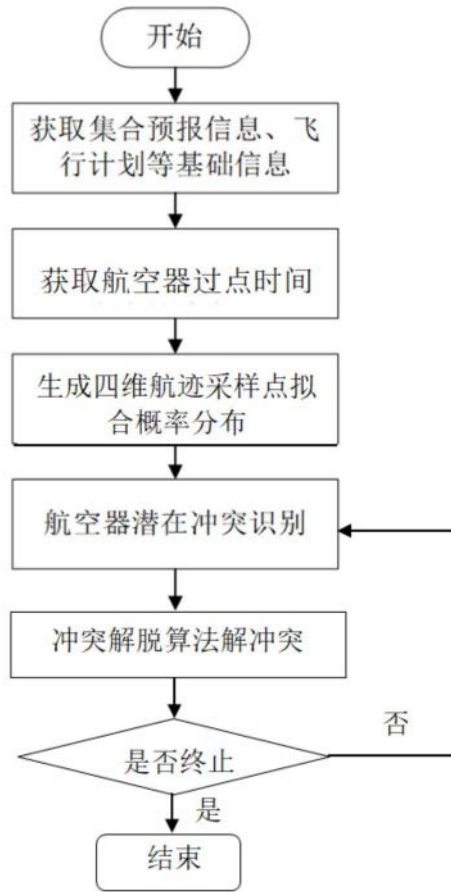 开始
获取集合预报信息、飞
行计划等基础信息
获取航空器过点时间
生成四维航迹采样点拟
合概率分布
航空器潜在冲突识别
冲突解脱算法解冲突
否
是否终止
是
结束